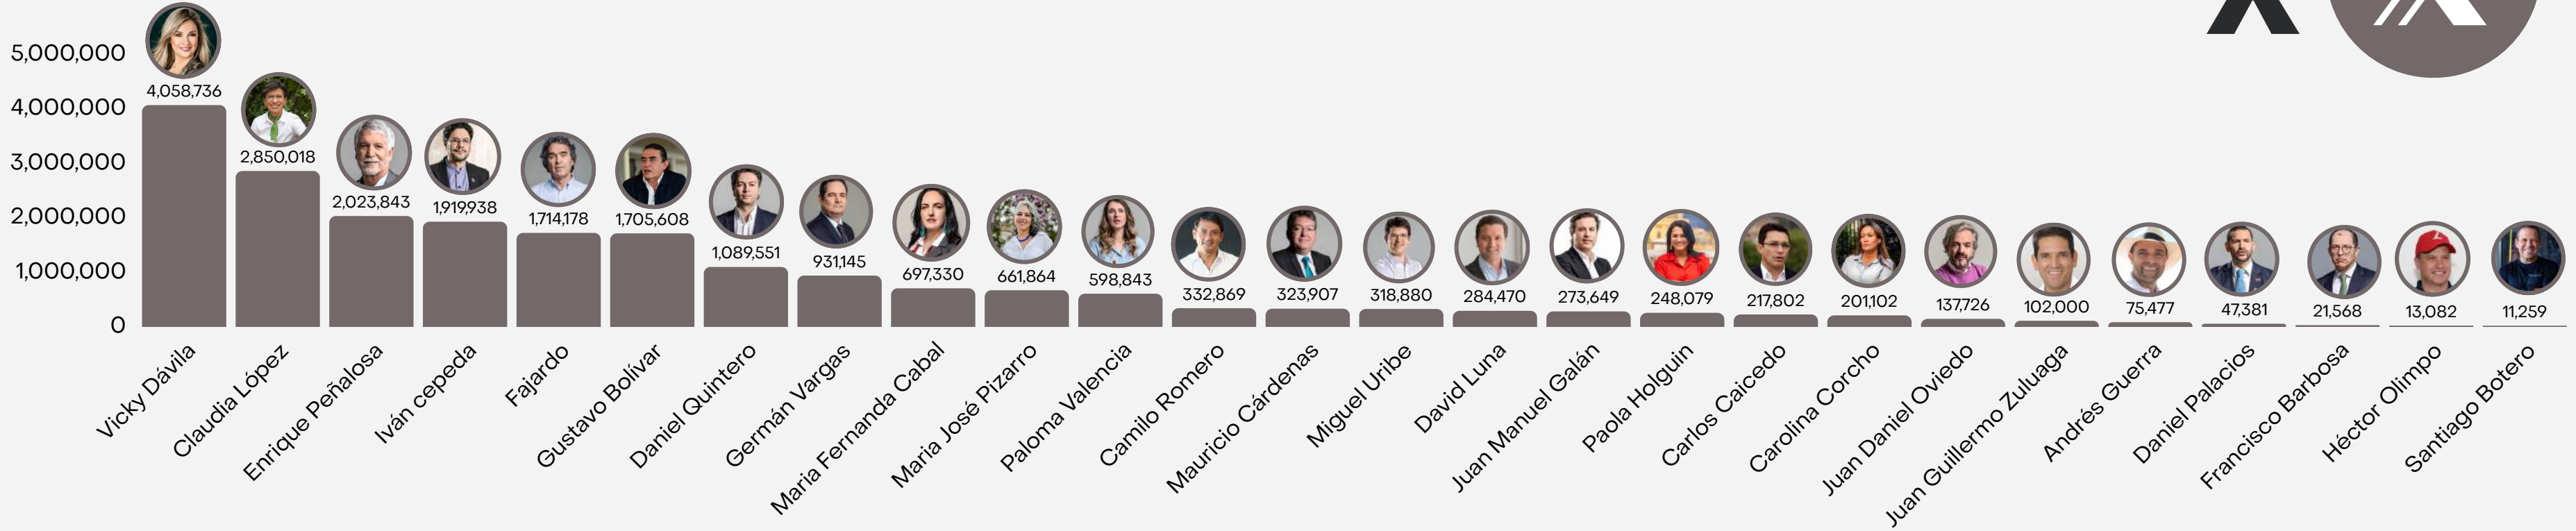 5,000,000
4,000,000
3,000,000
2,000,000
1,000,000
0
4,058,736
2,850,018
2,023,843
1,919,938
1,714,178
1,705,608
1,089,551
931,145
697,330
661,864
598,843
332,869
323,907
318,880
284,470
273,649
248,079
217,802
201,102
137,726
102,000
75,477
47,381
21,568
13,082
11,259
Vicky Dávila
Claudia López
Enrique Peñalosa
Iván cepeda
Fajardo
Gustavo Bolívar
Daniel Quintero
Germán Vargas
Maria Fernanda Cabal
Maria José Pizarro
Paloma Valencia
Camilo Romero
Mauricio Cárdenas
Miguel Uribe
David Luna
Juan Manuel Galán
Paola Holguin
Carlos Caicedo
Carolina Corcho
Juan Daniel Oviedo
Juan Guillermo Zuluaga
Andrés Guerra
Daniel Palacios
Francisco Barbosa
Héctor Olimpo
Santiago Botero